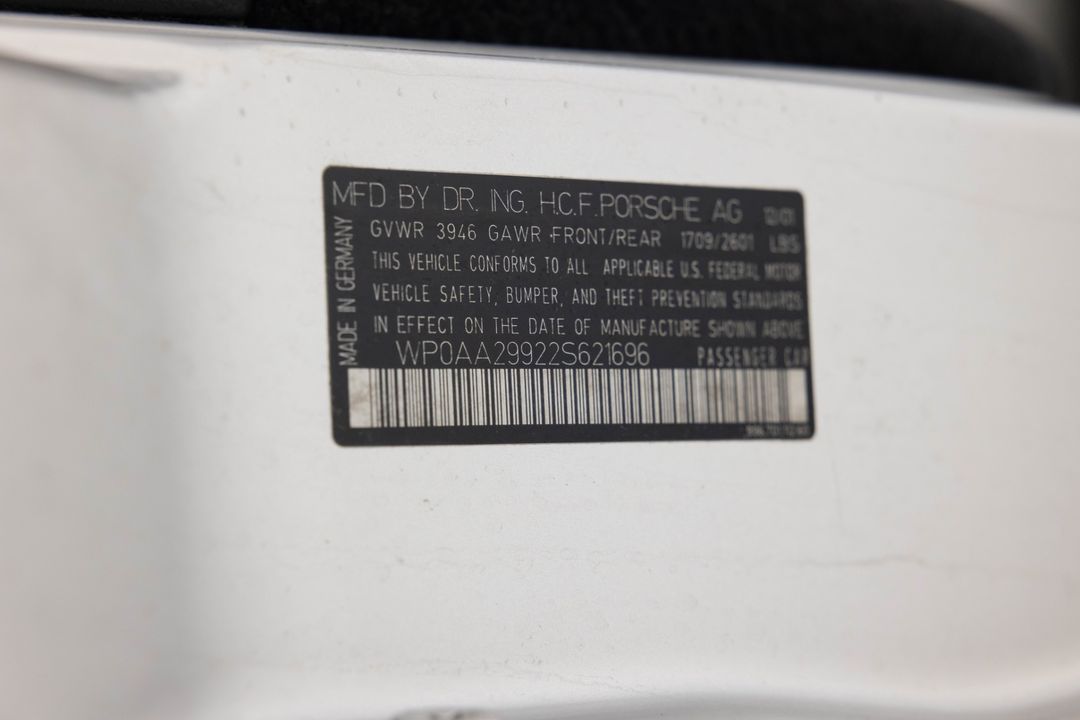 MFD BY DR. ING. H.C.F. PORSCHE AG 12/01
GVWR 3946 GAWR FRONT/REAR 1709/2601 LBS
THIS VEHICLE CONFORMS TO ALL APPLICABLE U.S. FEDERAL MOTOR
VEHICLE SAFETY, BUMPER, AND THEFT PREVENTION STANDARDS
IN EFFECT ON THE DATE OF MANUFACTURE SHOWN ABOVE
WP0AA29922S621696 PASSENGER CAR
MADE IN GERMANY